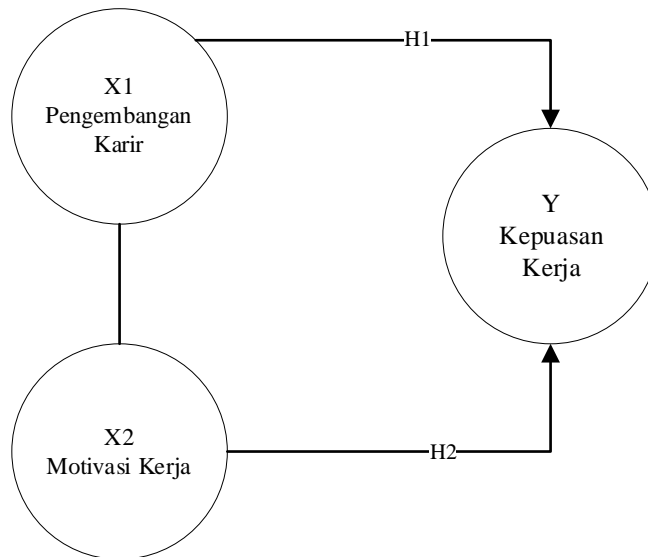 H1
X1
Pengembangan
Karir
Y
Kepuasan
Kerja
X2
Motivasi Kerja
H2